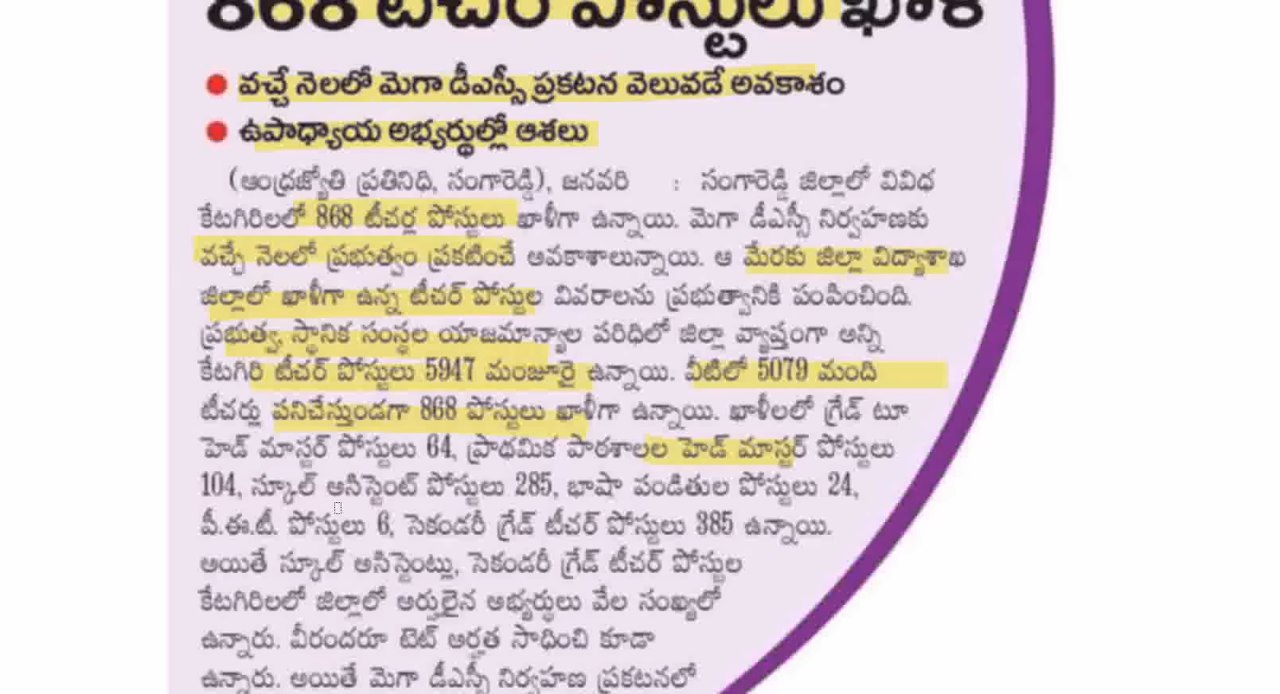 868 టీచర్ పోస్టులు ఖాళీ
వచ్చే నెలలో మెగా డీఎస్సీ ప్రకటన వెలువడే అవకాశం
ఉపాధ్యాయ అభ్యర్థుల్లో ఆశలు
(ఆంధ్రజ్యోతి ప్రతినిధి, సంగారెడ్డి), జనవరి : సంగారెడ్డి జిల్లాలో వివిధ
కేటగిరిలలో 868 టీచర్ల పోస్టులు ఖాళీగా ఉన్నాయి. మెగా డీఎస్సీ నిర్వహణకు
వచ్చే నెలలో ప్రభుత్వం ప్రకటించే అవకాశాలున్నాయి. ఆ మేరకు జిల్లా విద్యాశాఖ
జిల్లాలో ఖాళీగా ఉన్న టీచర్ పోస్టుల వివరాలను ప్రభుత్వానికి పంపించింది.
ప్రభుత్వ, స్థానిక సంస్థల యాజమాన్యాల పరిధిలో జిల్లా వ్యాప్తంగా అన్ని
కేటగిరి టీచర్ పోస్టులు 5947 మంజూరై ఉన్నాయి. వీటిలో 5079 మంది
టీచర్లు పనిచేస్తుండగా 868 పోస్టులు ఖాళీగా ఉన్నాయి. ఖాళీలలో గ్రేడ్ టూ
హెడ్ మాస్టర్ పోస్టులు 64, ప్రాథమిక పాఠశాలల హెడ్ మాస్టర్ పోస్టులు
104, స్కూల్ ఆసిస్టెంట్ పోస్టులు 285, భాషా పండితుల పోస్టులు 24,
పీ.ఈ.టీ. పోస్టులు 6, సెకండరీ గ్రేడ్ టీచర్ పోస్టులు 385 ఉన్నాయి.
అయితే స్కూల్ అసిస్టెంట్లు, సెకండరీ గ్రేడ్ టీచర్ పోస్టుల
కేటగిరిలలో జిల్లాలో అర్హులైన అభ్యర్థులు వేల సంఖ్యలో
ఉన్నారు. వీరందరూ టెట్ అర్హత సాధించి కూడా
ఉన్నారు. అయితే మెగా డీఎస్సీ నిర్వహణ ప్రకటనలో